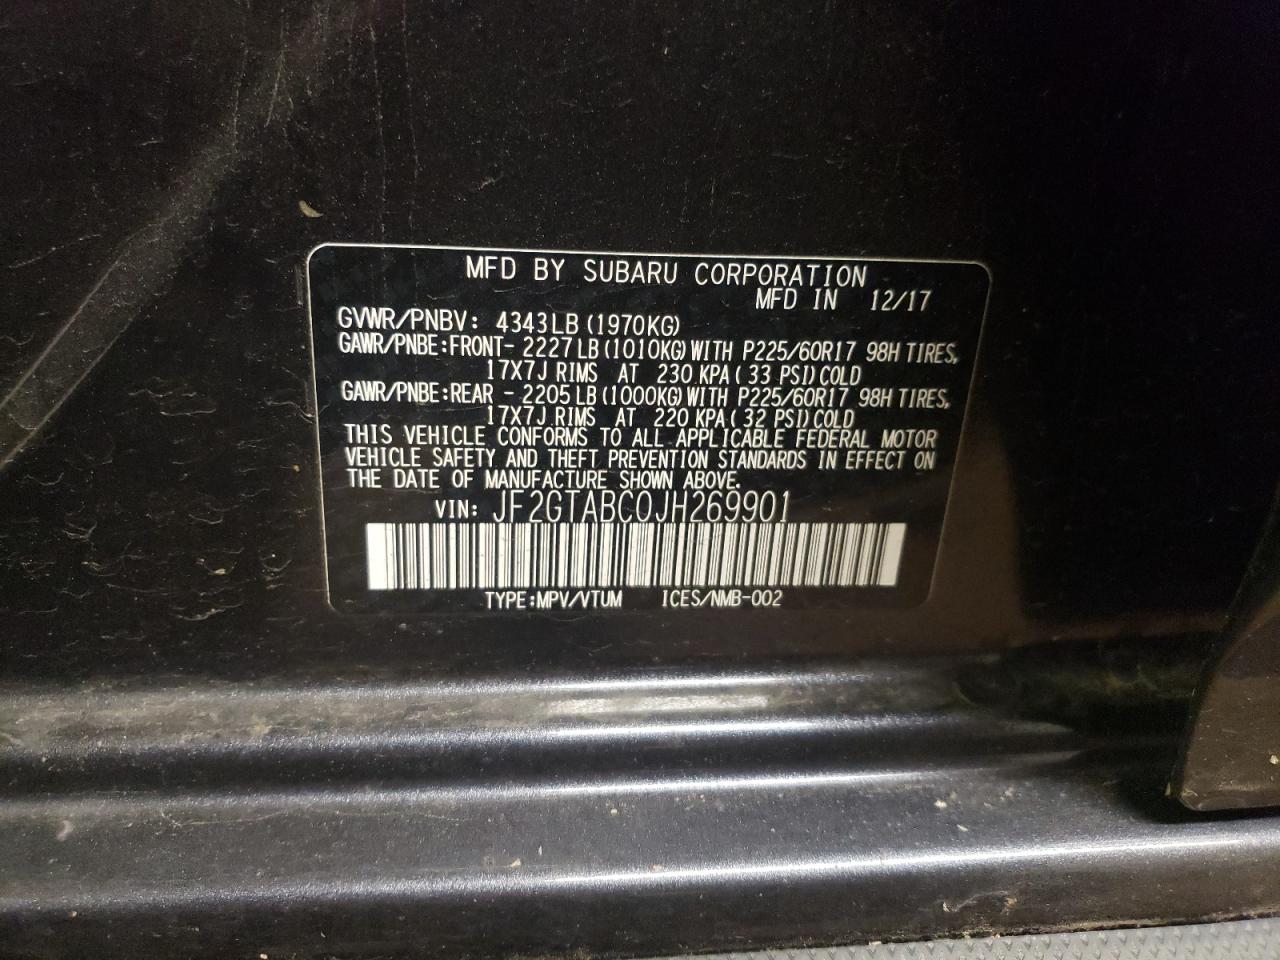 MFD BY SUBARU CORPORATION
MFD IN 12/17
GVWR/PNBV: 4343LB(1970KG)
GAWR/PNBE:FRONT- 2227LB(1010KG)WITH P225/60R17 98H TIRES,
17X7J RIMS AT 230 KPA(33 PSI)COLD
GAWR/PNBE:REAR - 2205LB(1000KG)WITH P225/60R17 98H TIRES,
17X7J RIMS AT 220 KPA(32 PSI)COLD
THIS VEHICLE CONFORMS TO ALL APPLICABLE FEDERAL MOTOR
VEHICLE SAFETY AND THEFT PREVENTION STANDARDS IN EFFECT ON
THE DATE OF MANUFACTURE SHOWN ABOVE.
VIN: JF2GTABC0JH269901
TYPE:MPV/VTUM ICES/NMB-002